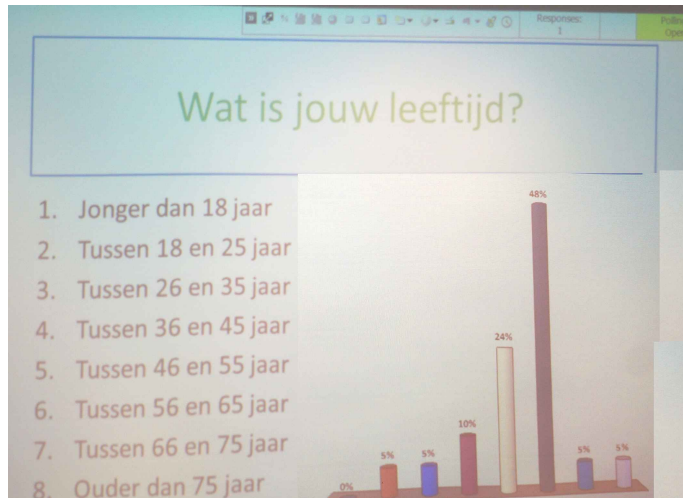 Responses:
1
Wat is jouw leeftijd?
1. Jonger dan 18 jaar
2. Tussen 18 en 25 jaar
3. Tussen 26 en 35 jaar
4. Tussen 36 en 45 jaar
5. Tussen 46 en 55 jaar
6. Tussen 56 en 65 jaar
7. Tussen 66 en 75 jaar
8. Ouder dan 75 jaar
48%
24%
10%
5%
5%
5%
5%
0%